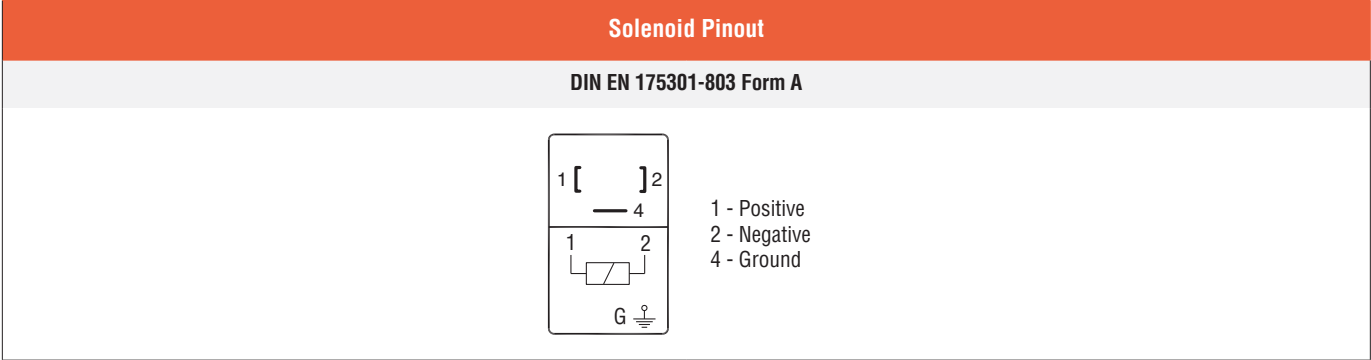 Solenoid Pinout
DIN EN 175301-803 Form A
1 2
4
1 2
G
1 - Positive
2 - Negative
4 - Ground